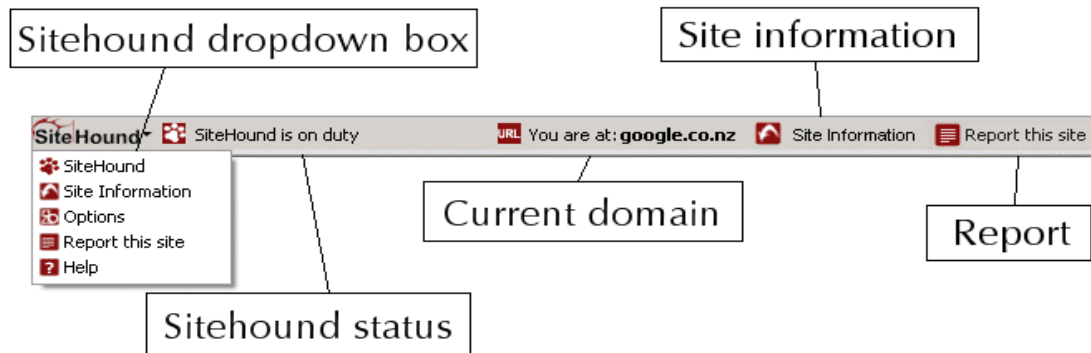 Sitehound dropdown box
Site information
SiteHound SiteHound is on duty URL You are at: google.co.nz Site Information Report this site
SiteHound
Site Information
Options
Report this site
? Help
Current domain
Report
Sitehound status